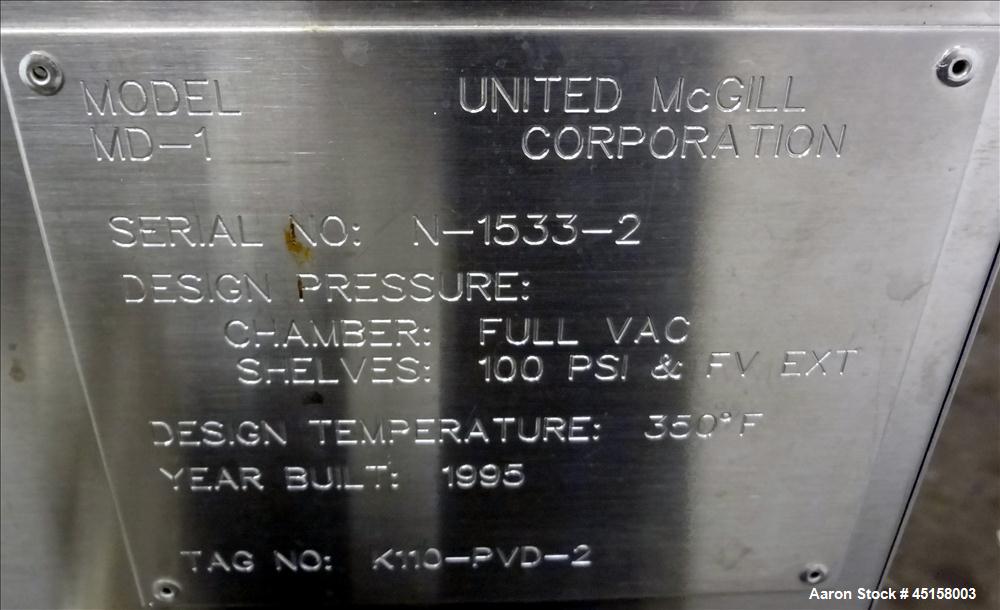 MODEL UNITED McGILL
MD-1 CORPORATION
SERIAL NO: N-1533-2
DESIGN PRESSURE:
CHAMBER: FULL VAC
SHELVES: 100 PSI & FV EXT
DESIGN TEMPERATURE: 350°F
YEAR BUILT: 1995
TAG NO: K110-PVD-2
Aaron Stock # 45158003